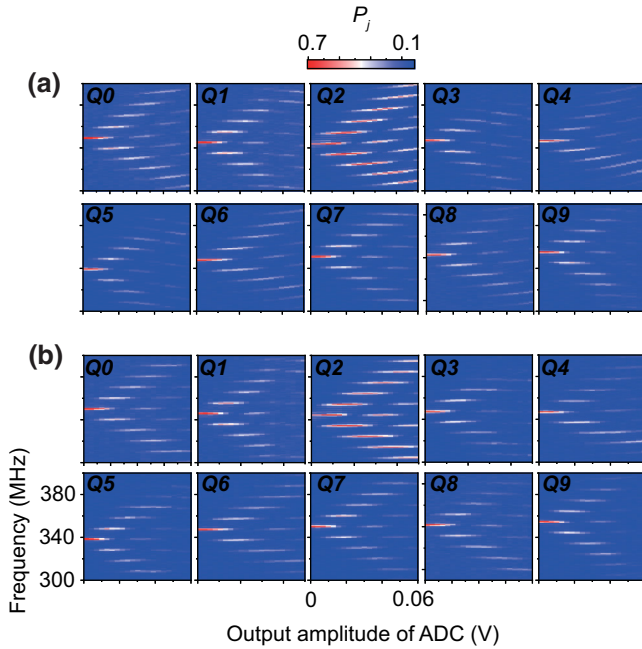 P_j
0.7 0.1
(a)
Q0 Q1 Q2 Q3 Q4
Q5 Q6 Q7 Q8 Q9
(b)
Q0 Q1 Q2 Q3 Q4
Q5 Q6 Q7 Q8 Q9
Frequency (MHz)
380
340
300
0 0.06
Output amplitude of ADC (V)